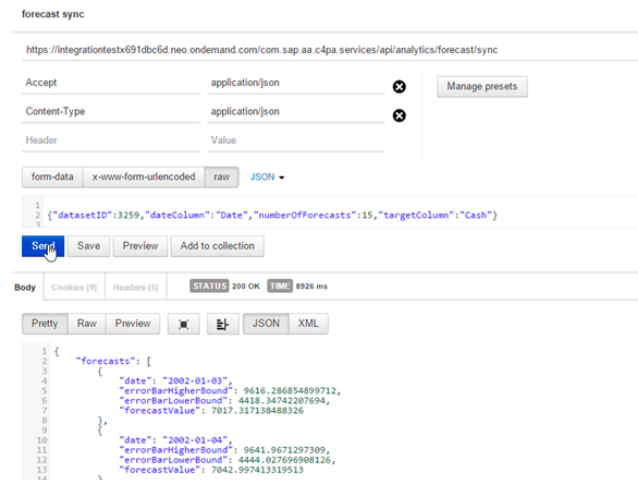 forecast sync
https://integrationtestx691dbc6d.neo.ondemand.com/com.sap.aa.c4pa.services/api/analytics/forecast/sync
Accept application/json Manage presets
Content-Type application/json
Header Value
form-data x-www-form-urlencoded raw JSON
1
2 {"datasetID":3259,"dateColumn":"Date","numberOfForecasts":15,"targetColumn":"Cash"}
3
Send Save Preview Add to collection
Body Cookies (9) Headers (5) STATUS 200 OK TIME 8926 ms
Pretty Raw Preview JSON XML
1 {
2 "forecasts": [
3 {
4 "date": "2002-01-03",
5 "errorBarHigherBound": 9616.286854899712,
6 "errorBarLowerBound": 4418.34742207694,
7 "forecastValue": 7017.317138488326
8 },
9 {
10 "date": "2002-01-04",
11 "errorBarHigherBound": 9641.9671297309,
12 "errorBarLowerBound": 4444.027696908126,
13 "forecastValue": 7042.997413319513
14 }